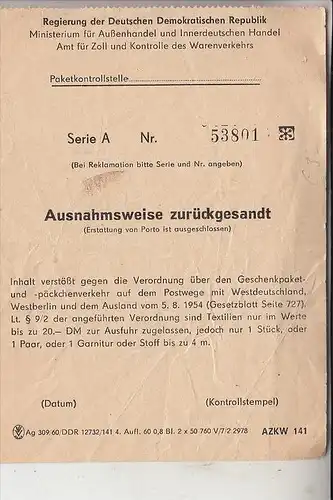 Regierung der Deutschen Demokratischen Republik
Ministerium für Außenhandel und Innerdeutschen Handel
Amt für Zoll und Kontrolle des Warenverkehrs
Paketkontrollstelle
Serie A Nr. 53801
(Bei Reklamation bitte Serie und Nr. angeben)
Ausnahmsweise zurückgesandt
(Erstattung von Porto ist ausgeschlossen)
Inhalt verstößt gegen die Verordnung über den Geschenkpaket-
und -päckchenverkehr auf dem Postwege mit Westdeutschland,
Westberlin und dem Ausland vom 5. 8. 1954 (Gesetzblatt Seite 727).
Lt. § 9/2 der angeführten Verordnung sind Textilien nur im Werte
bis zu 20.— DM zur Ausfuhr zugelassen, jedoch nur 1 Stück, oder
1 Paar, oder 1 Garnitur oder Stoff bis zu 4 m.
(Datum) (Kontrollstempel)
Ag 309/60/DDR 12732/141 4. Aufl. 60 0,8 Bl. 2 x 50 760 V/7/2 2978 AZKW 141